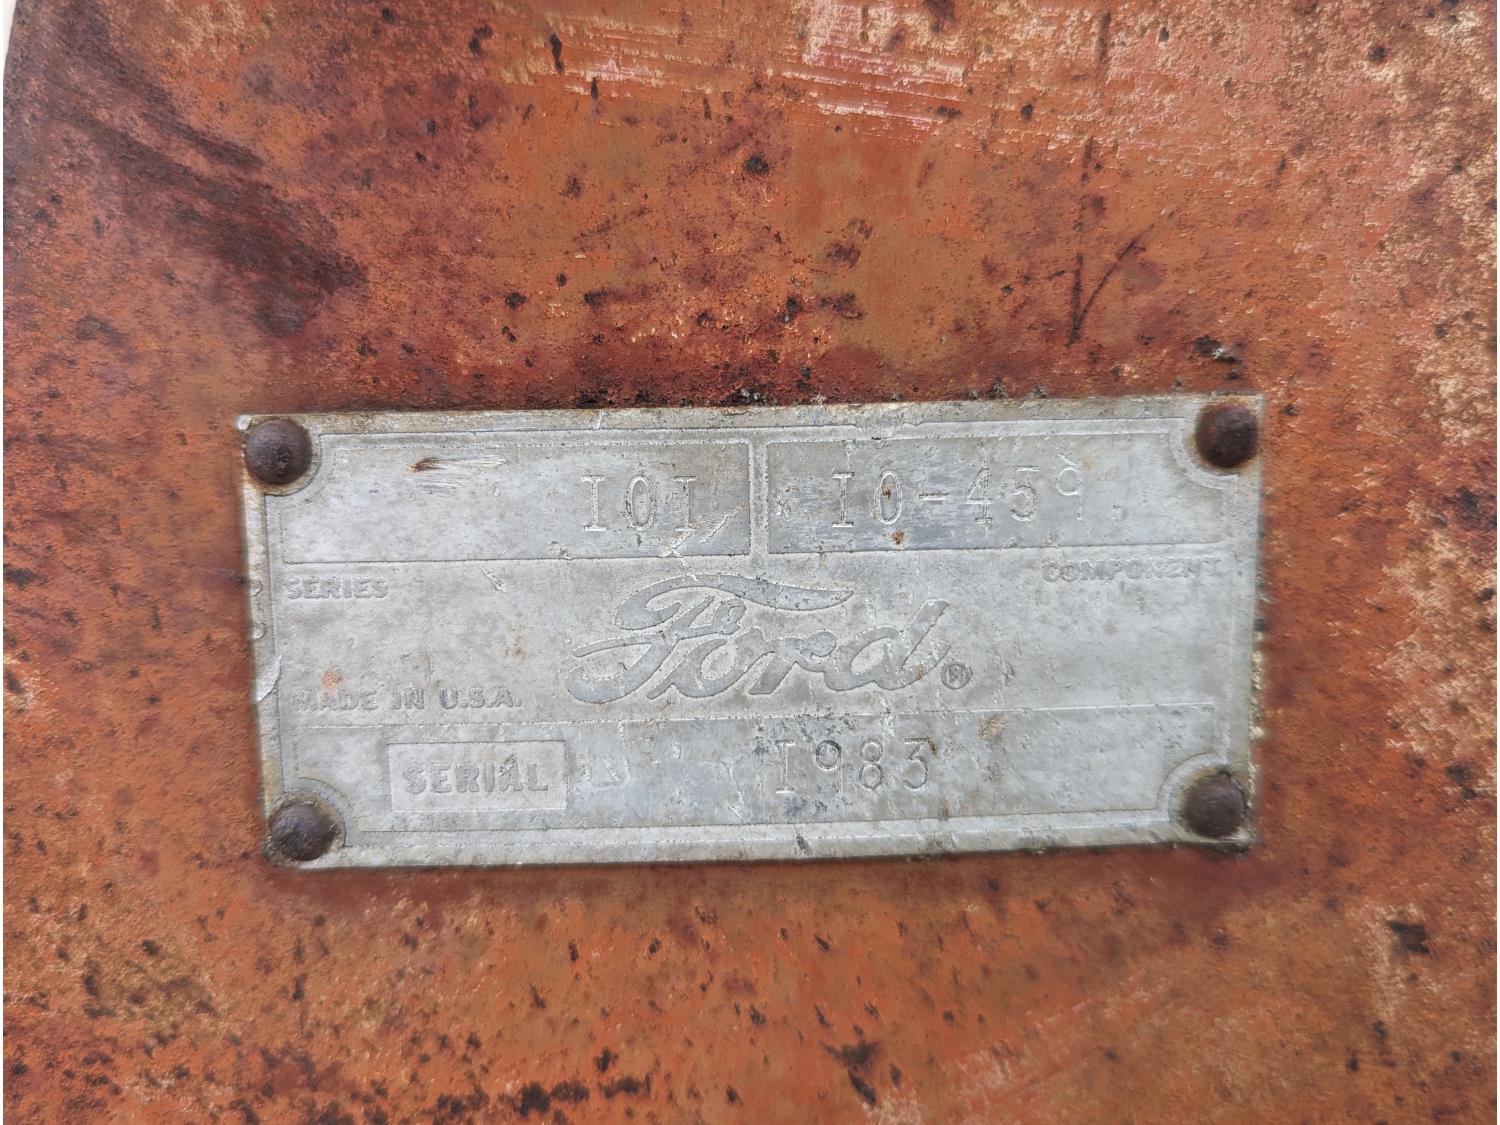 101 10-459
SERIES COMPONENT
Ford®
MADE IN U.S.A.
SERIAL 1983